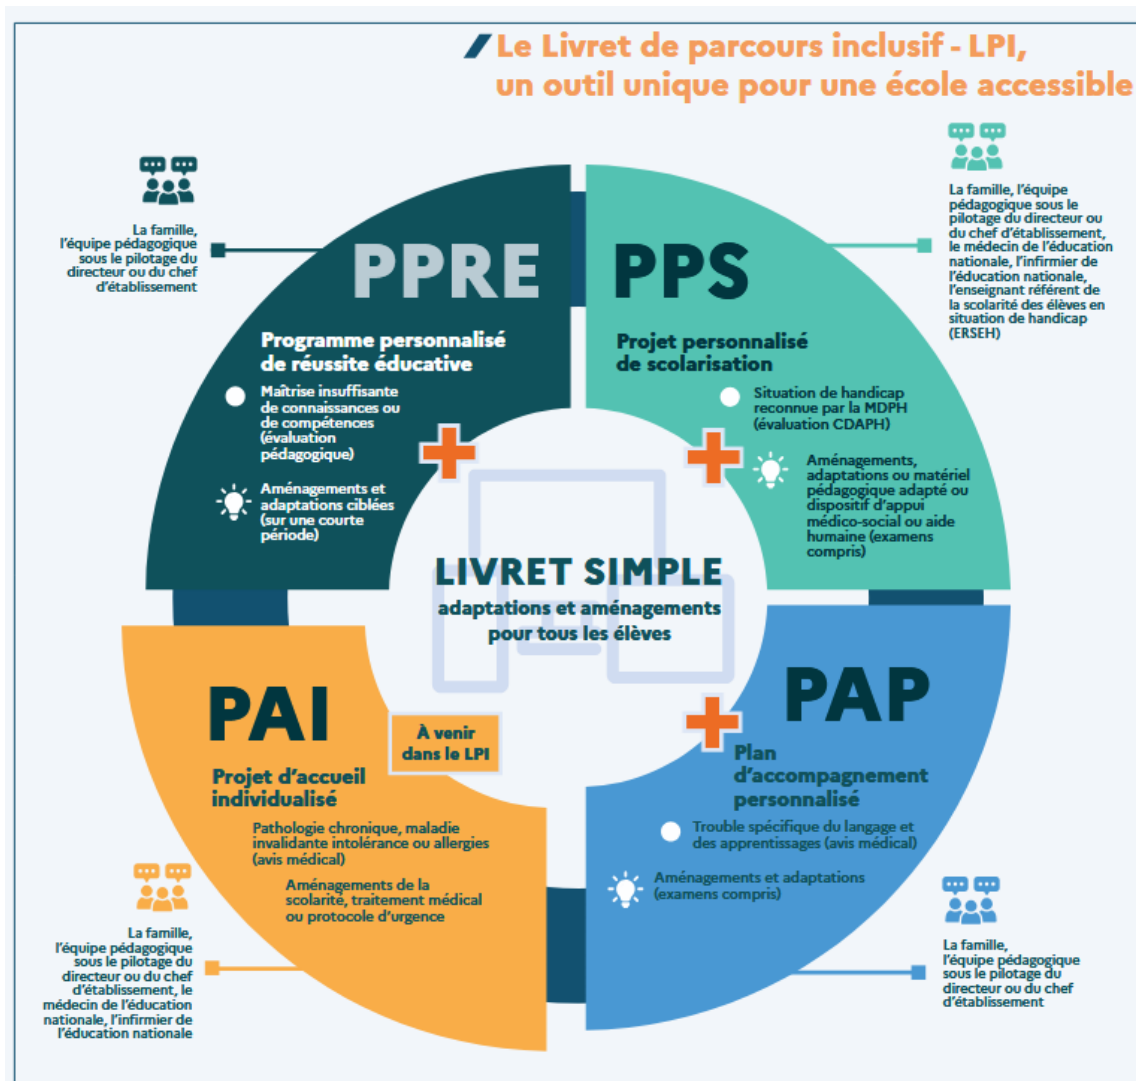 Le Livret de parcours inclusif - LPI,
un outil unique pour une école accessible
La famille,
l'équipe pédagogique
sous le pilotage du
directeur ou du chef
d'établissement
PPRE
Programme personnalisé
de réussite éducative
Maîtrise insuffisante
de connaissances ou
de compétences
(évaluation
pédagogique)
Aménagements et
adaptations ciblées
(sur une courte
période)
La famille, l'équipe
pédagogique sous le
pilotage du directeur ou
du chef d'établissement,
le médecin de l'éducation
nationale, l'infirmier de
l'éducation nationale,
l'enseignant référent de
la scolarité des élèves en
situation de handicap
(ERSEH)
PPS
Projet personnalisé
de scolarisation
Situation de handicap
reconnue par la MDPH
(évaluation CDAPH)
Aménagements,
adaptations ou matériel
pédagogique adapté ou
dispositif d'appui
médico-social ou aide
humaine (examens
compris)
LIVRET SIMPLE
adaptations et aménagements
pour tous les élèves
PAI
À venir
dans le LPI
Projet d'accueil
individualisé
Pathologie chronique, maladie
invalidante intolérance ou allergies
(avis médical)
Aménagements de la
scolarité, traitement médical
ou protocole d'urgence
La famille,
l'équipe pédagogique
sous le pilotage du
directeur ou du chef
d'établissement, le
médecin de l'éducation
nationale, l'infirmier de
l'éducation nationale
PAP
Plan
d'accompagnement
personnalisé
Trouble spécifique du langage et
des apprentissages (avis médical)
Aménagements et adaptations
(examens compris)
La famille,
l'équipe pédagogique
sous le pilotage du
directeur ou du chef
d'établissement